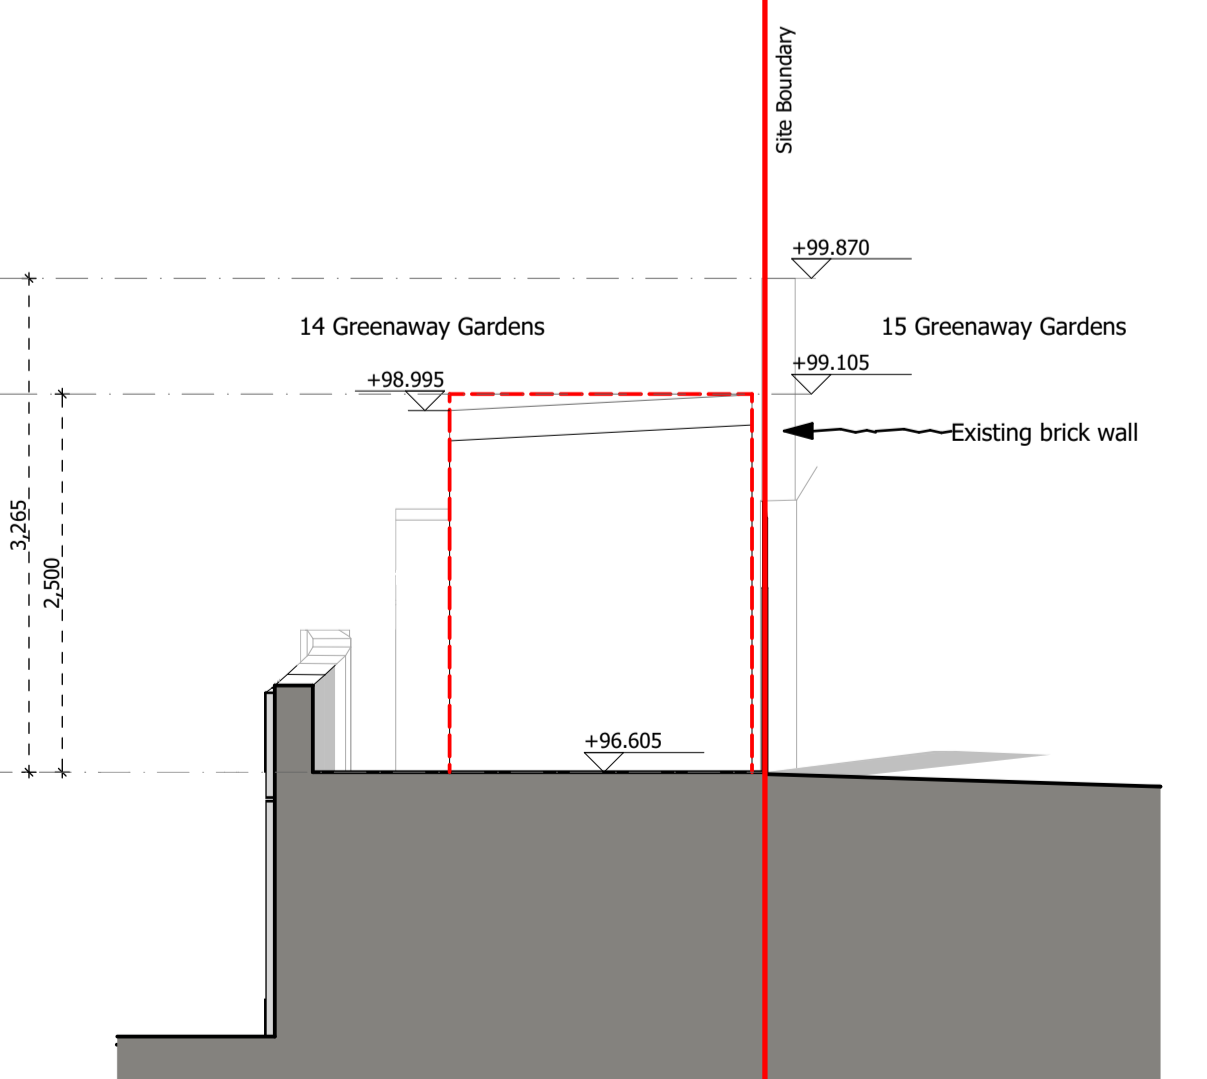 Site Boundary
+99.870
14 Greenaway Gardens
15 Greenaway Gardens
+99.105
+98.995
Existing brick wall
3,265
2,500
+96.605